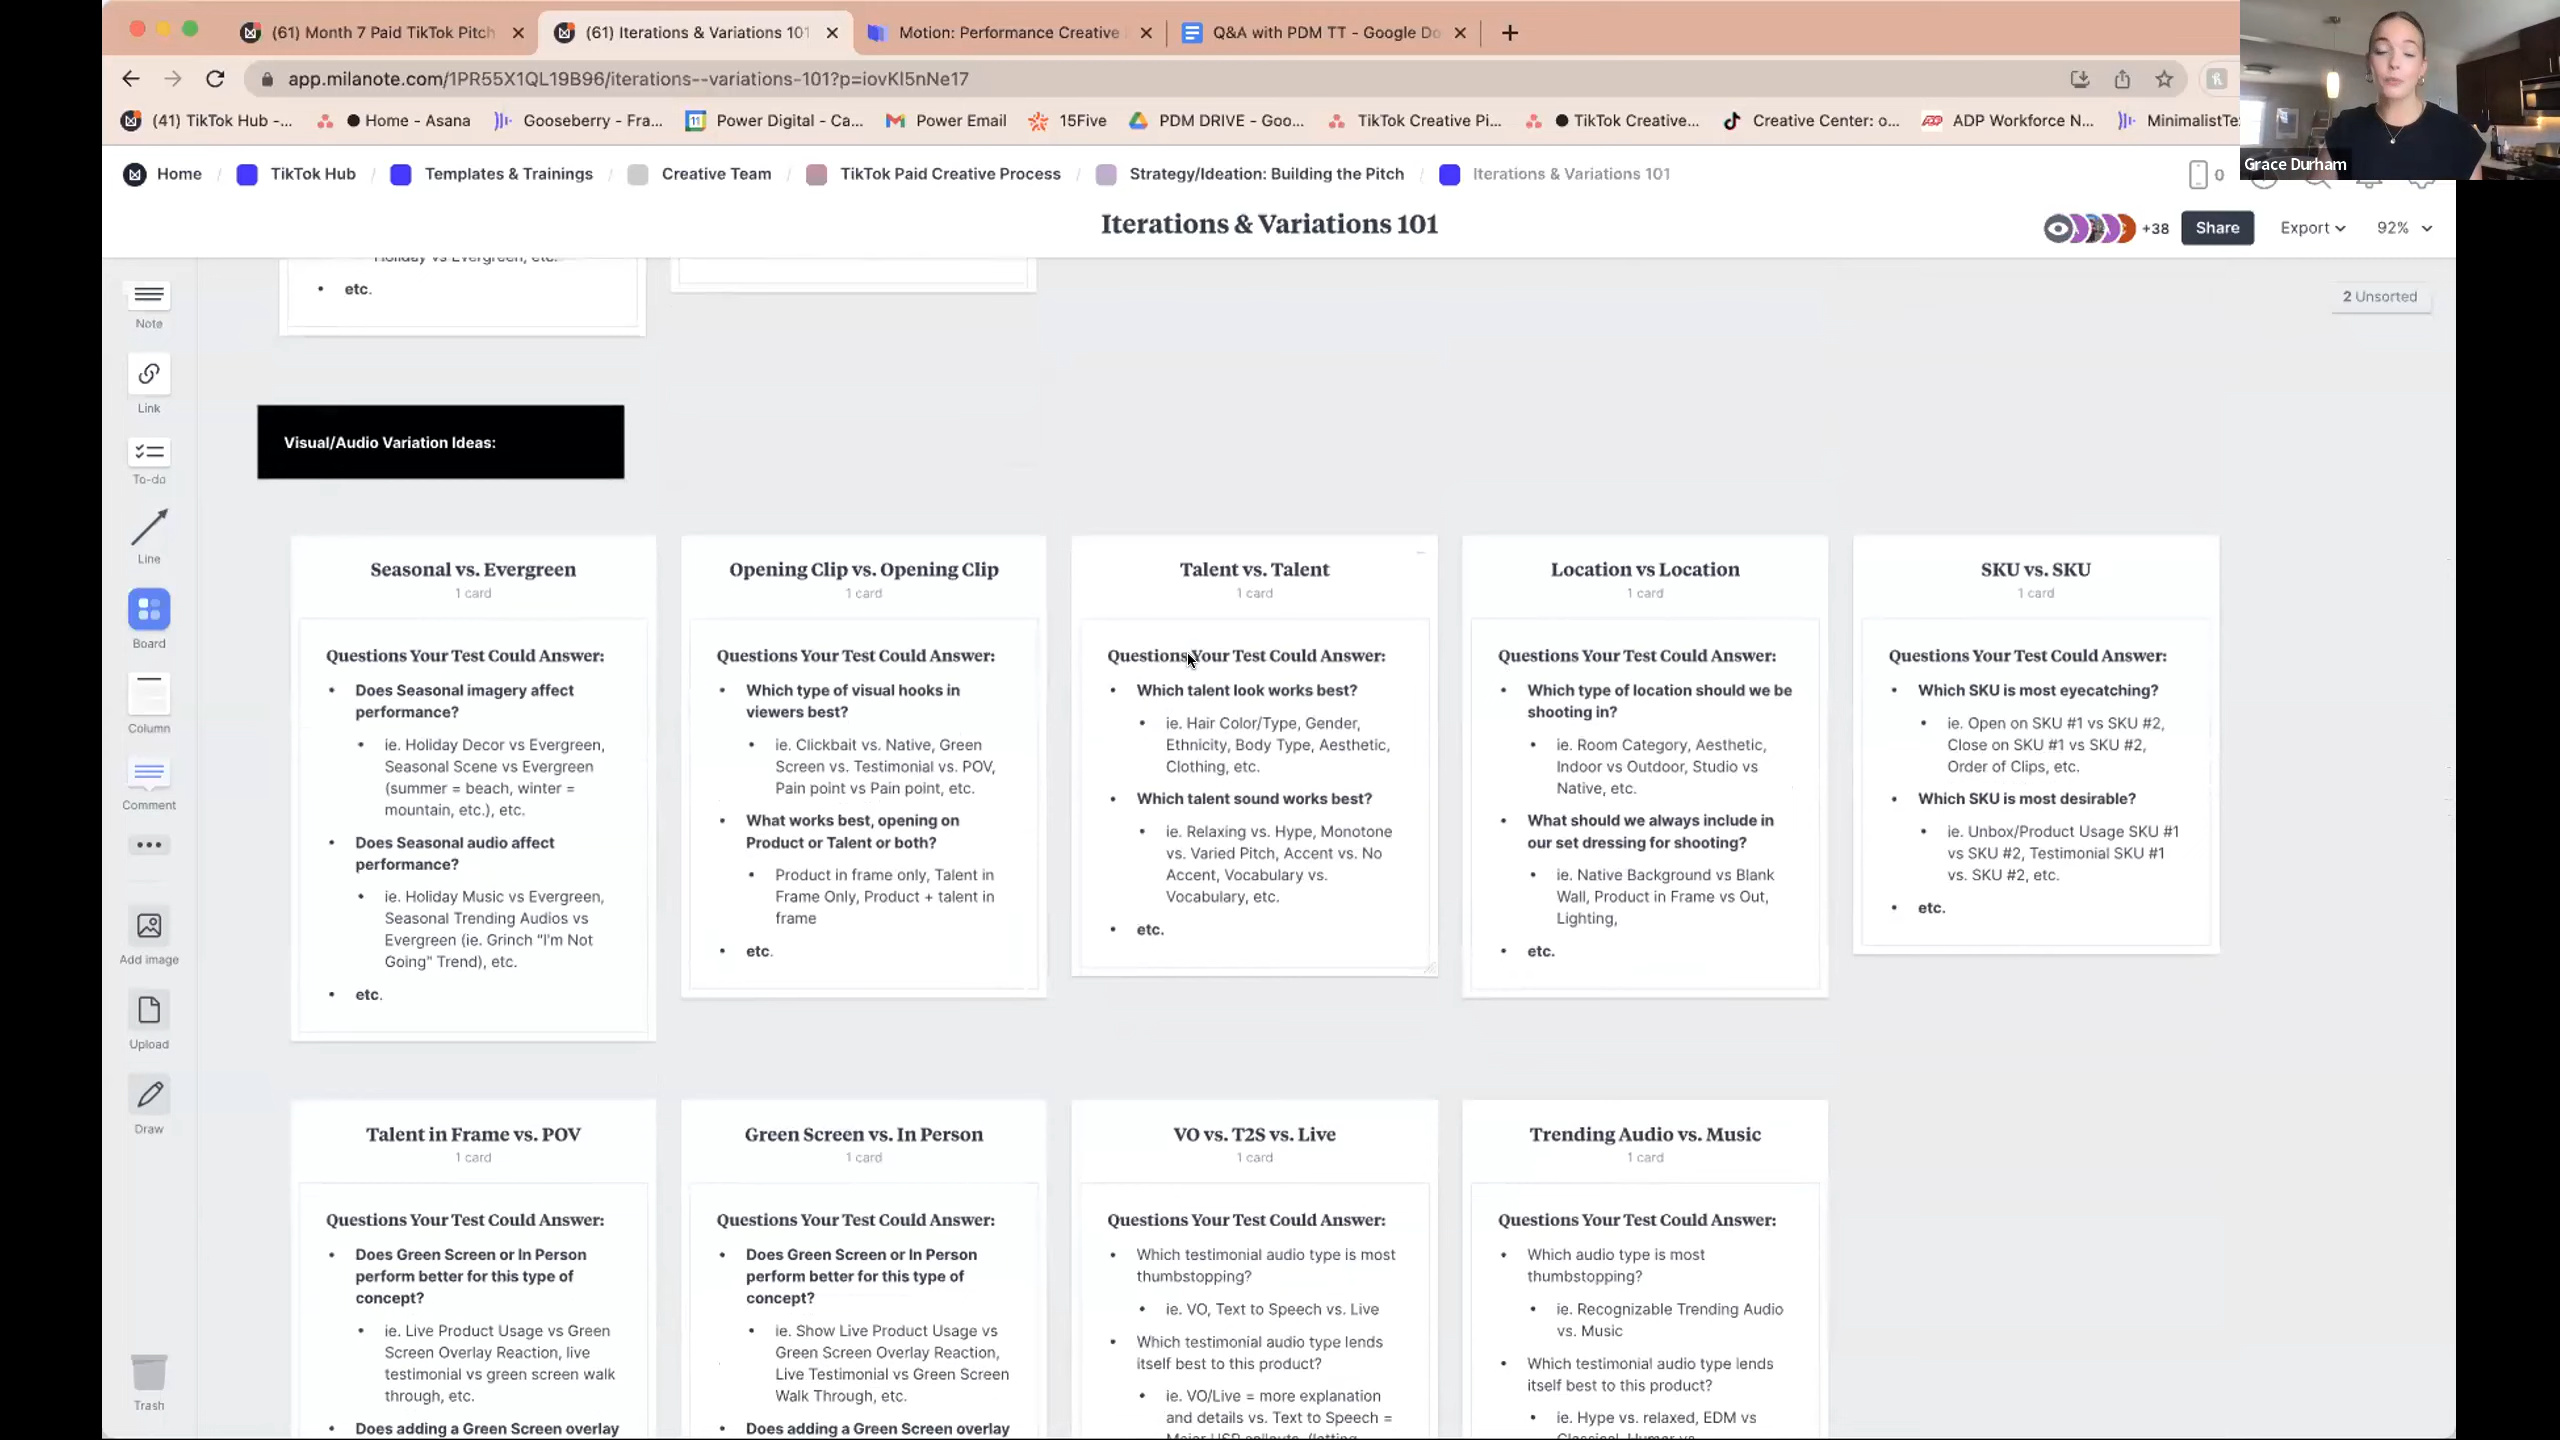 (61) Month 7 Paid TikTok Pitch
(61) Iterations & Variations 101
Motion: Performance Creative
Q&A with PDM TT - Google Do
app.milanote.com/1PR55X1QL19B96/iterations--variations-101?p=iovKl5nNe17
(41) TikTok Hub -...
Home - Asana
Gooseberry - Fra...
Power Digital - Ca...
Power Email
15Five
PDM DRIVE - Goo...
TikTok Creative Pi...
TikTok Creative...
Creative Center: o...
ADP Workforce N...
MinimalistTe
Grace Durham
Home / TikTok Hub / Templates & Trainings / Creative Team / TikTok Paid Creative Process / Strategy/Ideation: Building the Pitch / Iterations & Variations 101
0
Iterations & Variations 101
+38
Share
Export
92%
2 Unsorted
Note
Link
To-do
Line
Board
Column
Comment
Add image
Upload
Draw
Trash
Holiday vs Evergreen, etc.
• etc.
Visual/Audio Variation Ideas:
Seasonal vs. Evergreen
1 card
Questions Your Test Could Answer:
• Does Seasonal imagery affect
performance?
• ie. Holiday Decor vs Evergreen,
Seasonal Scene vs Evergreen
(summer = beach, winter =
mountain, etc.), etc.
• Does Seasonal audio affect
performance?
• ie. Holiday Music vs Evergreen,
Seasonal Trending Audios vs
Evergreen (ie. Grinch "I'm Not
Going" Trend), etc.
• etc.
Opening Clip vs. Opening Clip
1 card
Questions Your Test Could Answer:
• Which type of visual hooks in
viewers best?
• ie. Clickbait vs. Native, Green
Screen vs. Testimonial vs. POV,
Pain point vs Pain point, etc.
• What works best, opening on
Product or Talent or both?
• Product in frame only, Talent in
Frame Only, Product + talent in
frame
• etc.
Talent vs. Talent
1 card
Questions Your Test Could Answer:
• Which talent look works best?
• ie. Hair Color/Type, Gender,
Ethnicity, Body Type, Aesthetic,
Clothing, etc.
• Which talent sound works best?
• ie. Relaxing vs. Hype, Monotone
vs. Varied Pitch, Accent vs. No
Accent, Vocabulary vs.
Vocabulary, etc.
• etc.
Location vs Location
1 card
Questions Your Test Could Answer:
• Which type of location should we be
shooting in?
• ie. Room Category, Aesthetic,
Indoor vs Outdoor, Studio vs
Native, etc.
• What should we always include in
our set dressing for shooting?
• ie. Native Background vs Blank
Wall, Product in Frame vs Out,
Lighting,
• etc.
SKU vs. SKU
1 card
Questions Your Test Could Answer:
• Which SKU is most eyecatching?
• ie. Open on SKU #1 vs SKU #2,
Close on SKU #1 vs SKU #2,
Order of Clips, etc.
• Which SKU is most desirable?
• ie. Unbox/Product Usage SKU #1
vs SKU #2, Testimonial SKU #1
vs. SKU #2, etc.
• etc.
Talent in Frame vs. POV
1 card
Questions Your Test Could Answer:
• Does Green Screen or In Person
perform better for this type of
concept?
• ie. Live Product Usage vs Green
Screen Overlay Reaction, live
testimonial vs green screen walk
through, etc.
• Does adding a Green Screen overlay
Green Screen vs. In Person
1 card
Questions Your Test Could Answer:
• Does Green Screen or In Person
perform better for this type of
concept?
• ie. Show Live Product Usage vs
Green Screen Overlay Reaction,
Live Testimonial vs Green Screen
Walk Through, etc.
• Does adding a Green Screen overlay
VO vs. T2S vs. Live
1 card
Questions Your Test Could Answer:
• Which testimonial audio type is most
thumbstopping?
• ie. VO, Text to Speech vs. Live
• Which testimonial audio type lends
itself best to this product?
• ie. VO/Live = more explanation
and details vs. Text to Speech =
Trending Audio vs. Music
1 card
Questions Your Test Could Answer:
• Which audio type is most
thumbstopping?
• ie. Recognizable Trending Audio
vs. Music
• Which testimonial audio type lends
itself best to this product?
• ie. Hype vs. relaxed, EDM vs